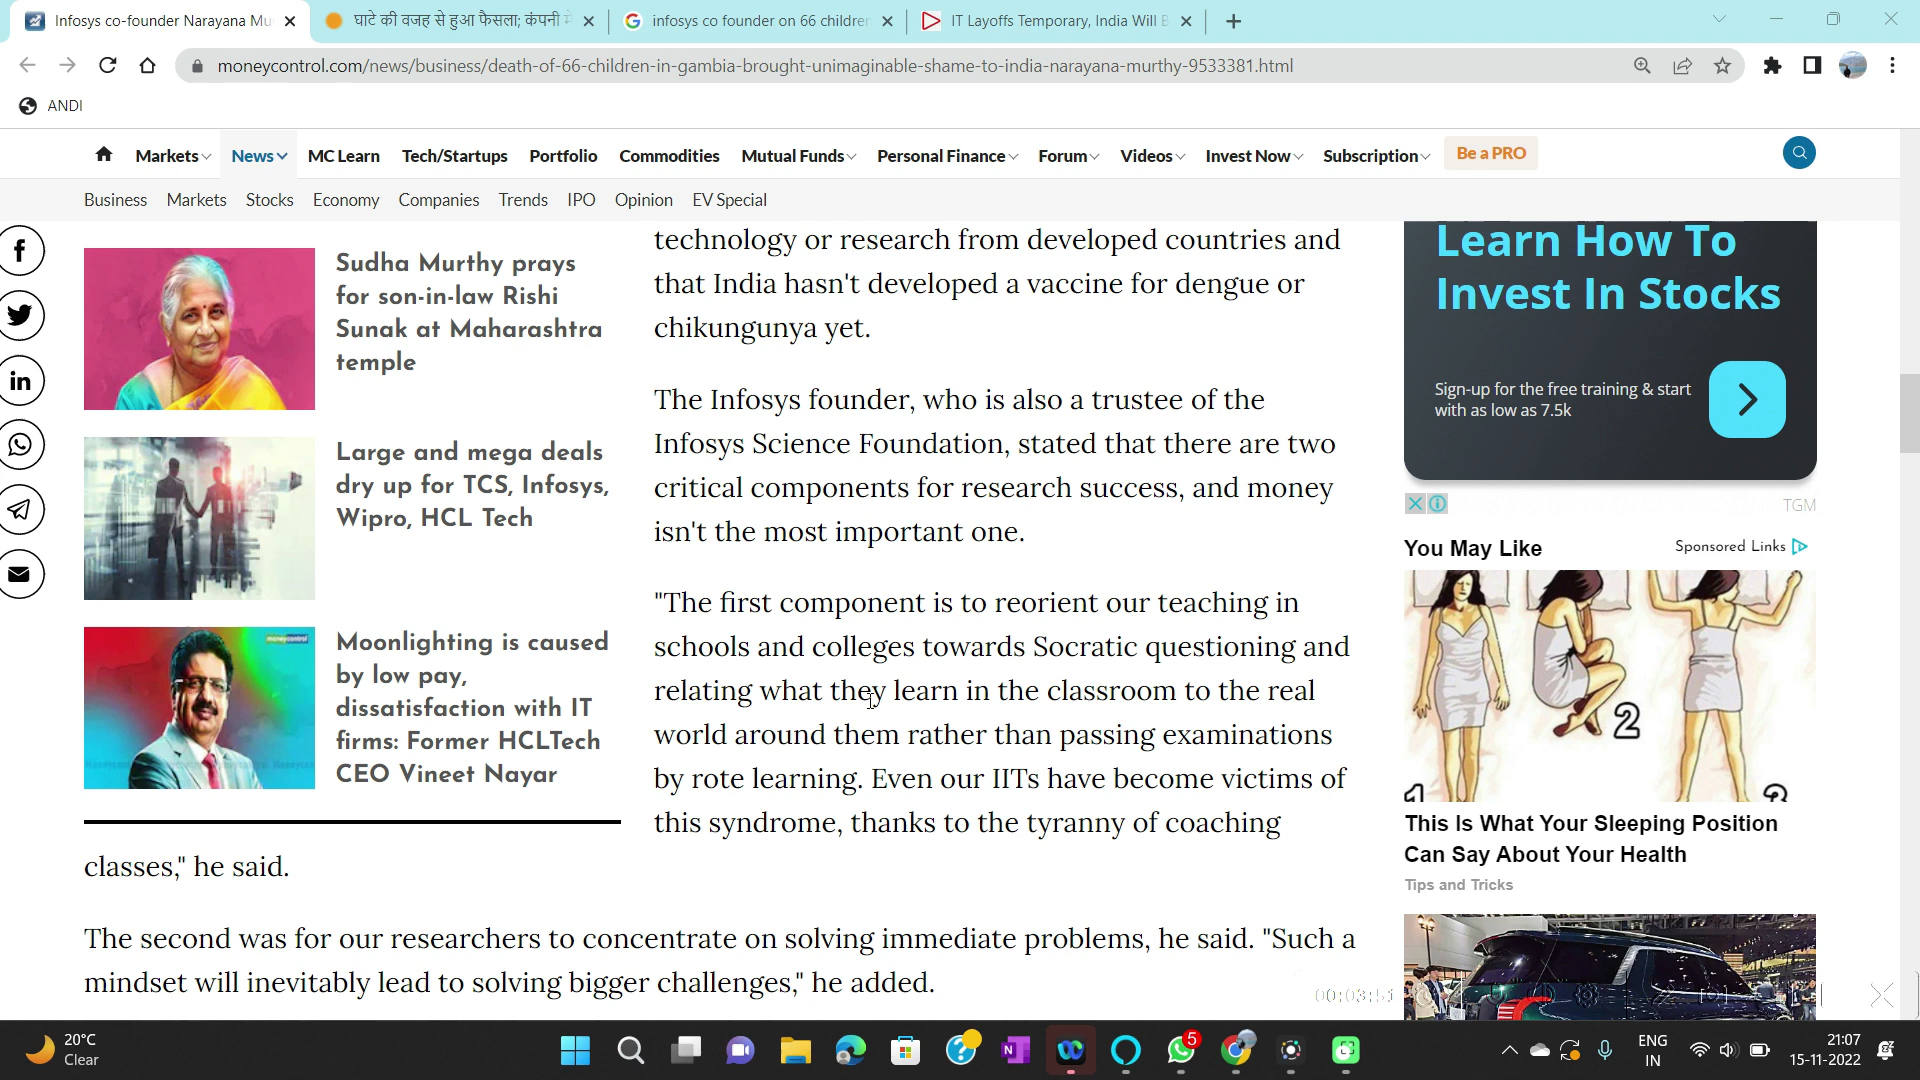 Infosys co-founder Narayana Mu
घाटे की वजह से हुआ फैसला; कंपनी ने
infosys co founder on 66 children
IT Layoffs Temporary, India Will B
moneycontrol.com/news/business/death-of-66-children-in-gambia-brought-unimaginable-shame-to-india-narayana-murthy-9533381.html
ANDI
Markets News MC Learn Tech/Startups Portfolio Commodities Mutual Funds Personal Finance Forum Videos Invest Now Subscription Be a PRO
Business Markets Stocks Economy Companies Trends IPO Opinion EV Special
Sudha Murthy prays
for son-in-law Rishi
Sunak at Maharashtra
temple
Large and mega deals
dry up for TCS, Infosys,
Wipro, HCL Tech
moneycontrol
Moonlighting is caused
by low pay,
dissatisfaction with IT
firms: Former HCLTech
CEO Vineet Nayar
technology or research from developed countries and
that India hasn't developed a vaccine for dengue or
chikungunya yet.
The Infosys founder, who is also a trustee of the
Infosys Science Foundation, stated that there are two
critical components for research success, and money
isn't the most important one.
"The first component is to reorient our teaching in
schools and colleges towards Socratic questioning and
relating what they learn in the classroom to the real
world around them rather than passing examinations
by rote learning. Even our IITs have become victims of
this syndrome, thanks to the tyranny of coaching
classes," he said.
The second was for our researchers to concentrate on solving immediate problems, he said. "Such a
mindset will inevitably lead to solving bigger challenges," he added.
Learn How To
Invest In Stocks
Sign-up for the free training & start
with as low as 7.5k
TGM
You May Like
Sponsored Links
1 2
This Is What Your Sleeping Position
Can Say About Your Health
Tips and Tricks
00:03:51
20°C
Clear
N
5
ENG
IN
21:07
15-11-2022